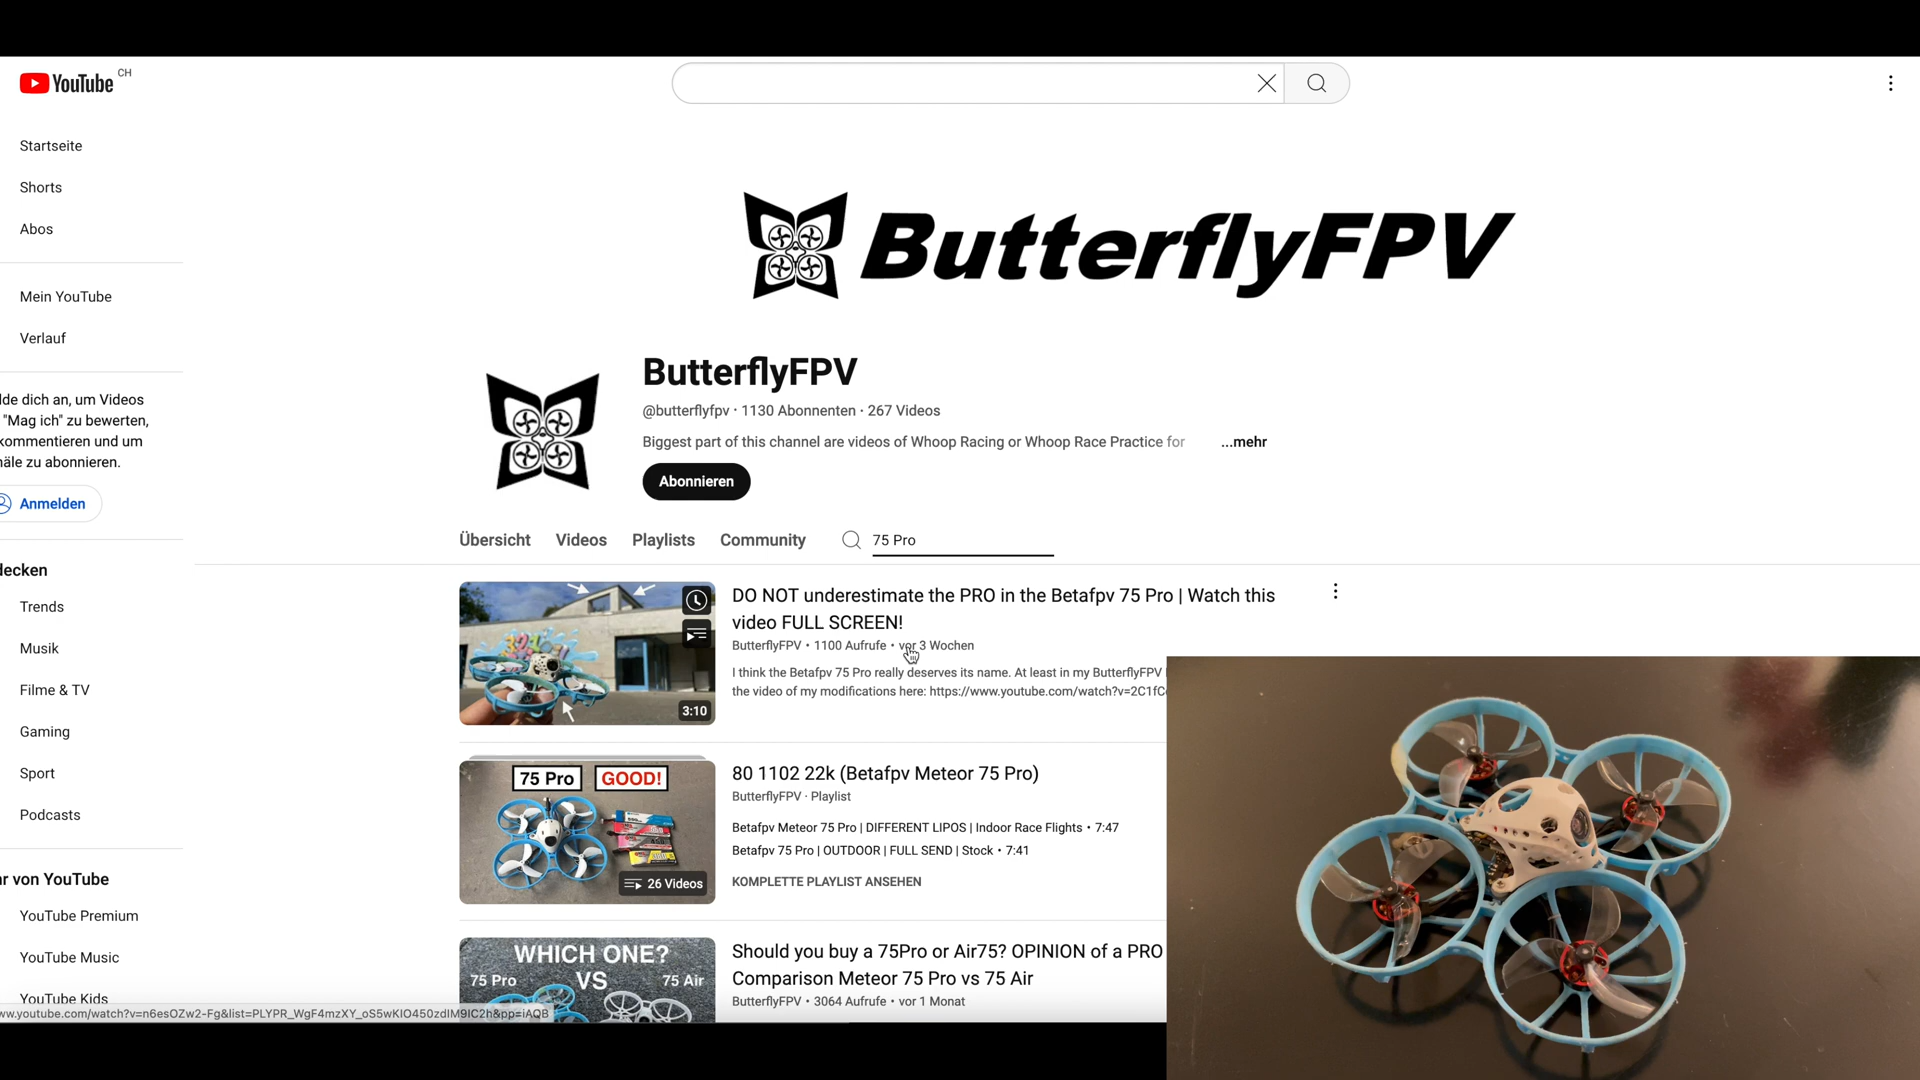 YouTube CH
Startseite
Shorts
Abos
Mein YouTube
Verlauf
lde dich an, um Videos
"Mag ich" zu bewerten,
kommentieren und um
näle zu abonnieren.
Anmelden
decken
Trends
Musik
Filme & TV
Gaming
Sport
Podcasts
r von YouTube
YouTube Premium
YouTube Music
YouTube Kids
ButterflyFPV
ButterflyFPV
@butterflyfpv · 1130 Abonnenten · 267 Videos
Biggest part of this channel are videos of Whoop Racing or Whoop Race Practice for ...mehr
Abonnieren
Übersicht Videos Playlists Community 75 Pro
3:10
DO NOT underestimate the PRO in the Betafpv 75 Pro | Watch this
video FULL SCREEN!
ButterflyFPV • 1100 Aufrufe • vor 3 Wochen
I think the Betafpv 75 Pro really deserves its name. At least in my ButterflyFPV
the video of my modifications here: https://www.youtube.com/watch?v=2C1fC
75 Pro GOOD!
26 Videos
80 1102 22k (Betafpv Meteor 75 Pro)
ButterflyFPV · Playlist
Betafpv Meteor 75 Pro | DIFFERENT LIPOS | Indoor Race Flights • 7:47
Betafpv 75 Pro | OUTDOOR | FULL SEND | Stock • 7:41
KOMPLETTE PLAYLIST ANSEHEN
WHICH ONE?
75 Pro VS 75 Air
Should you buy a 75Pro or Air75? OPINION of a PRO
Comparison Meteor 75 Pro vs 75 Air
ButterflyFPV • 3064 Aufrufe • vor 1 Monat
ww.youtube.com/watch?v=n6esOZw2-Fg&list=PLYPR_WgF4mzXY_oS5wKIO450zdIM9IC2h&pp=iAQB